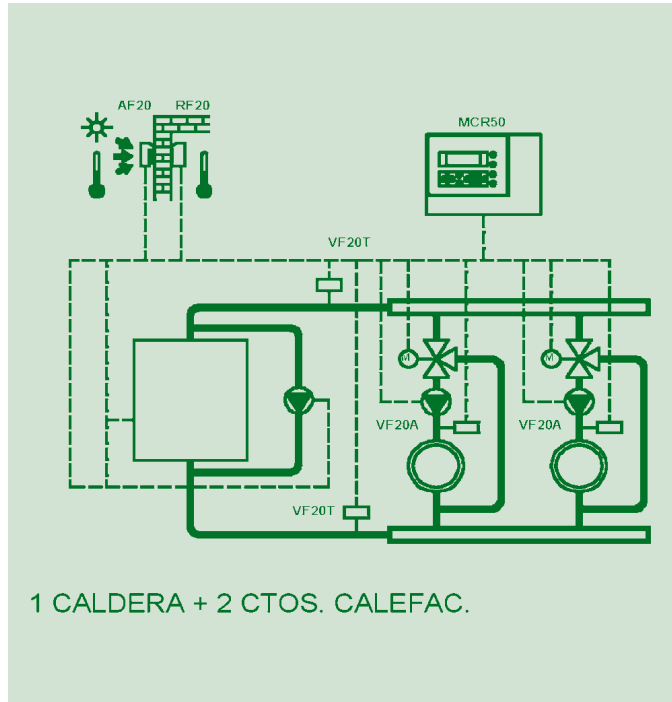 AF20 RF20
MCR50
VF20T
M
M
VF20A
VF20A
VF20T
1 CALDERA + 2 CTOS. CALEFAC.